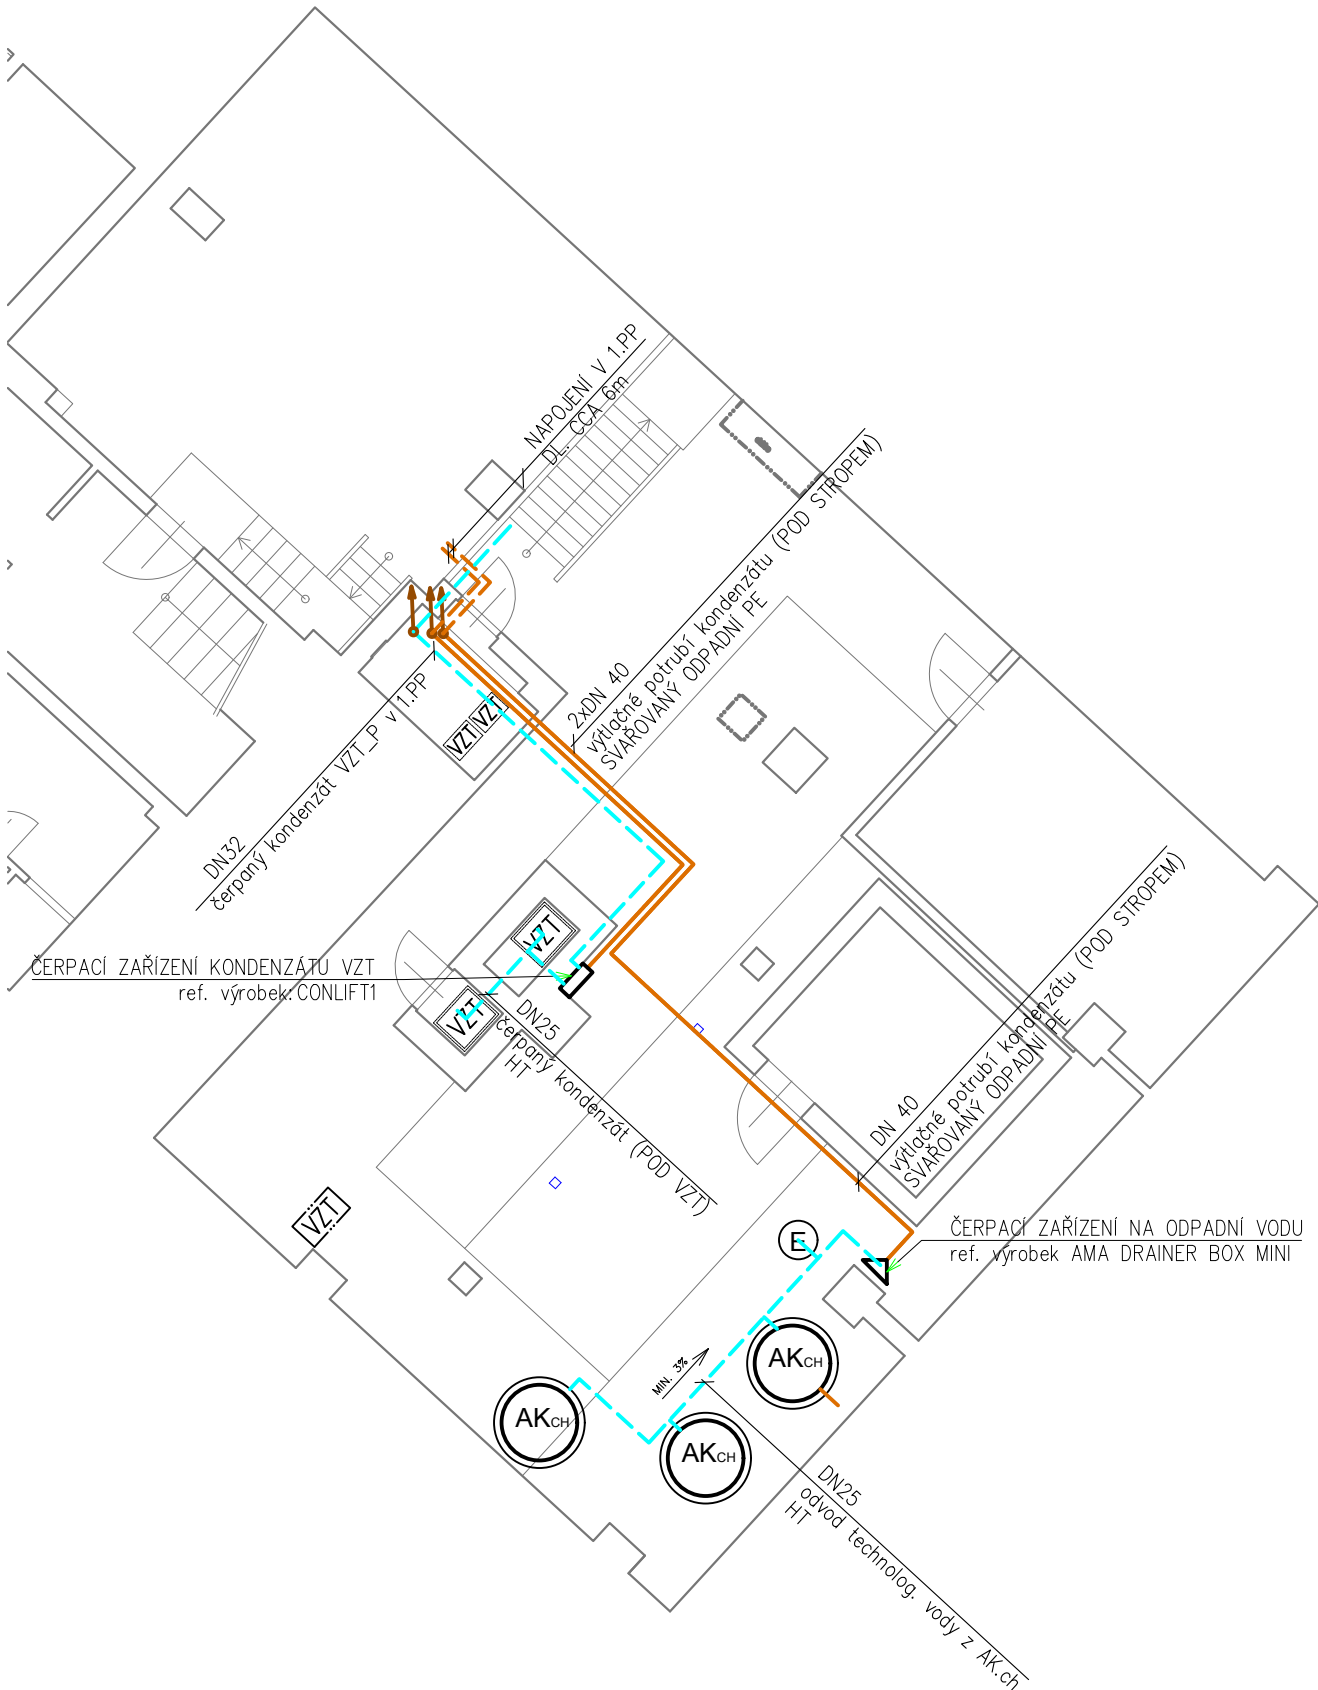 NAPOJENÍ V 1.PP
DL. CCA 6m
2xDN 40
výtlačné potrubí kondenzátu (POD STROPEM)
SVAŘOVANÝ ODPADNÍ PE
VZT
VZT
DN32
čerpaný kondenzát VZT_P v 1.PP
VZT
ČERPACÍ ZAŘÍZENÍ KONDENZÁTU VZT
ref. výrobek: CONLIFT1
VZT
DN25
čerpaný kondenzát (POD VZT)
HT
DN 40
výtlačné potrubí kondenzátu (POD STROPEM)
SVAŘOVANÝ ODPADNÍ PE
VZT
E
ČERPACÍ ZAŘÍZENÍ NA ODPADNÍ VODU
ref. výrobek AMA DRAINER BOX MINI
AKCH
MIN. 3%
AKCH
AKCH
DN25
odvod technolog. vody z AK.ch
HT